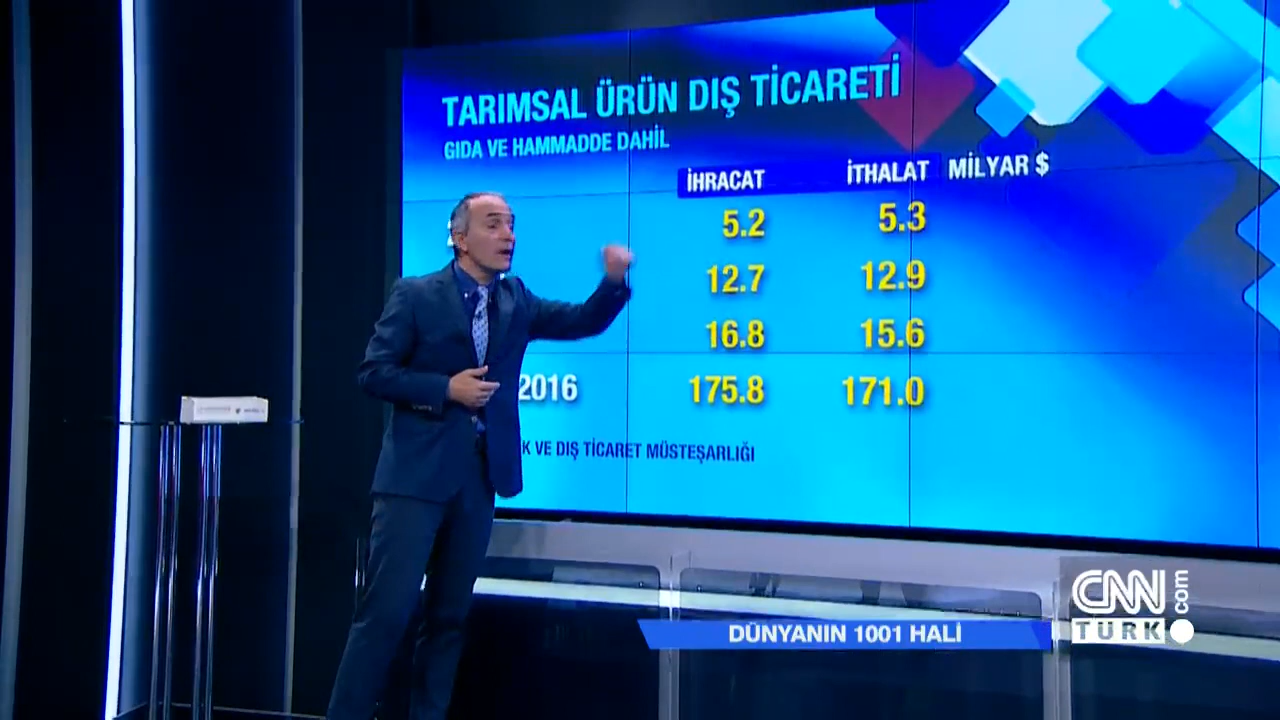 TARIMSAL ÜRÜN DIŞ TİCARETİ
GIDA VE HAMMADDE DAHİL
İHRACAT İTHALAT MİLYAR $
5.2 5.3
12.7 12.9
16.8 15.6
2016 175.8 171.0
VE DIŞ TİCARET MÜSTEŞARLIĞI
DÜNYANIN 1001 HALİ
CNN
TURK
.com